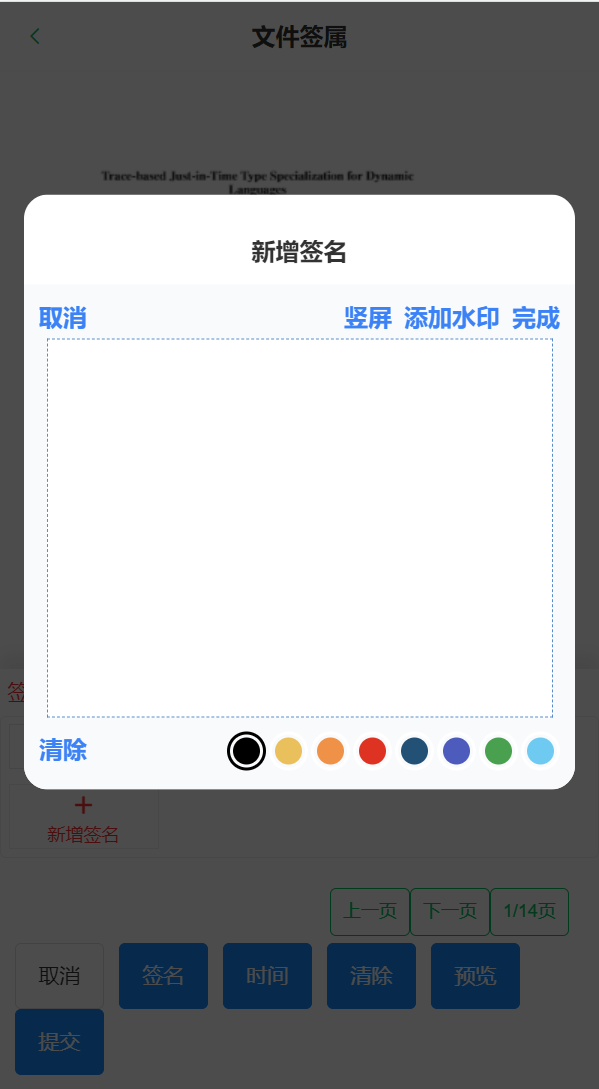 文件签属
Trace-based Just-in-Time Type Specialization for Dynamic
Languages
新增签名
取消 竖屏 添加水印 完成
签
清除
新增签名
上一页 下一页 1/14页
取消 签名 时间 清除 预览
提交